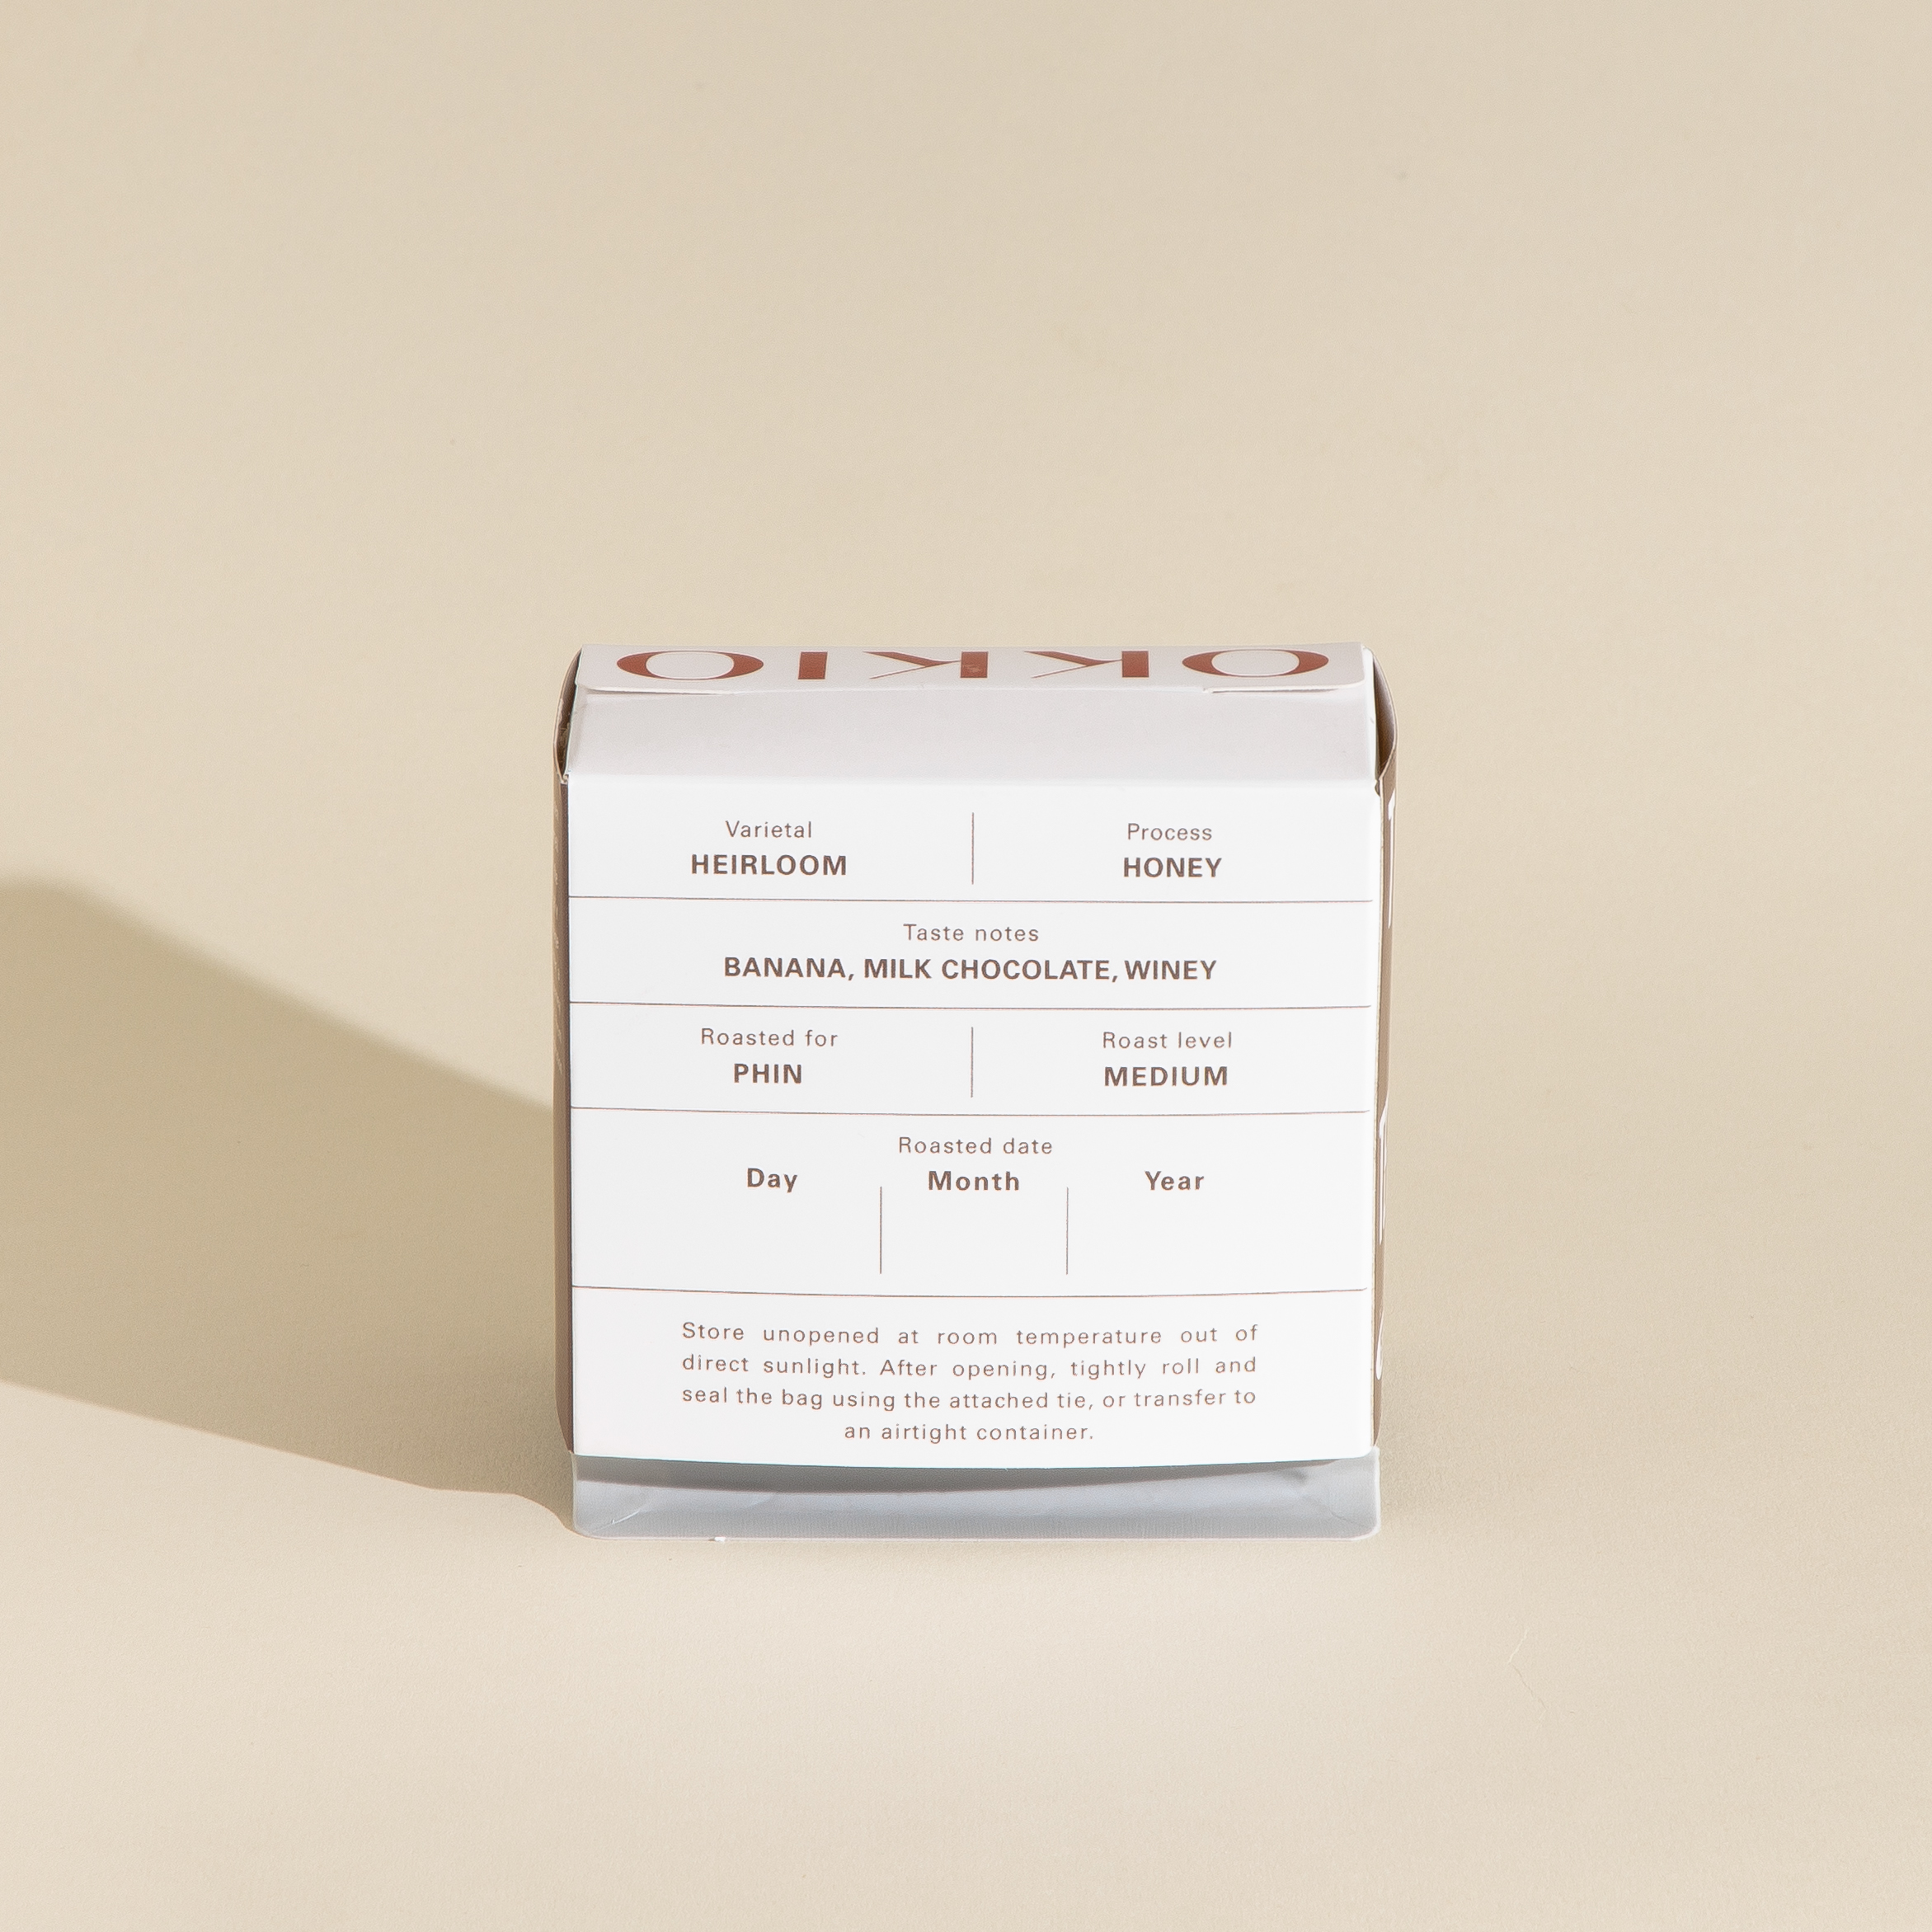 OKKIO
Varietal
HEIRLOOM
Process
HONEY
Taste notes
BANANA, MILK CHOCOLATE, WINEY
Roasted for
PHIN
Roast level
MEDIUM
Roasted date
Day
Month
Year
Store unopened at room temperature out of
direct sunlight. After opening, tightly roll and
seal the bag using the attached tie, or transfer to
an airtight container.